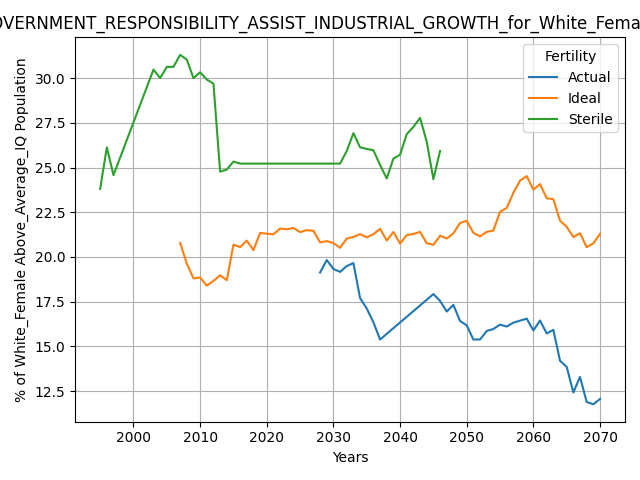 OVERNMENT_RESPONSIBILITY_ASSIST_INDUSTRIAL_GROWTH_for_White_Fema
% of White_Female Above_Average_IQ Population
30.0
27.5
25.0
22.5
20.0
17.5
15.0
12.5
Fertility
Actual
Ideal
Sterile
2000 2010 2020 2030 2040 2050 2060 2070
Years